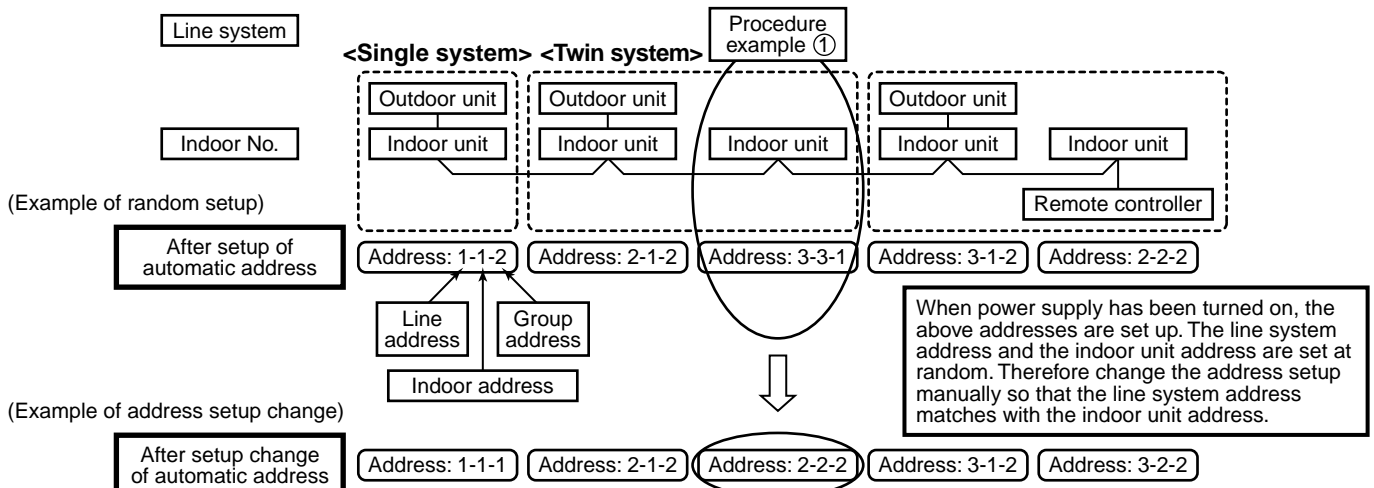 Line system
Procedure
example ①
<Single system> <Twin system>
Outdoor unit
Outdoor unit
Outdoor unit
Indoor No.
Indoor unit
Indoor unit
Indoor unit
Indoor unit
Indoor unit
Remote controller
(Example of random setup)
After setup of
automatic address
Address: 1-1-2
Address: 2-1-2
Address: 3-3-1
Address: 3-1-2
Address: 2-2-2
Line
address
Group
address
Indoor address
When power supply has been turned on, the
above addresses are set up. The line system
address and the indoor unit address are set at
random. Therefore change the address setup
manually so that the line system address
matches with the indoor unit address.
(Example of address setup change)
After setup change
of automatic address
Address: 1-1-1
Address: 2-1-2
Address: 2-2-2
Address: 3-1-2
Address: 3-2-2